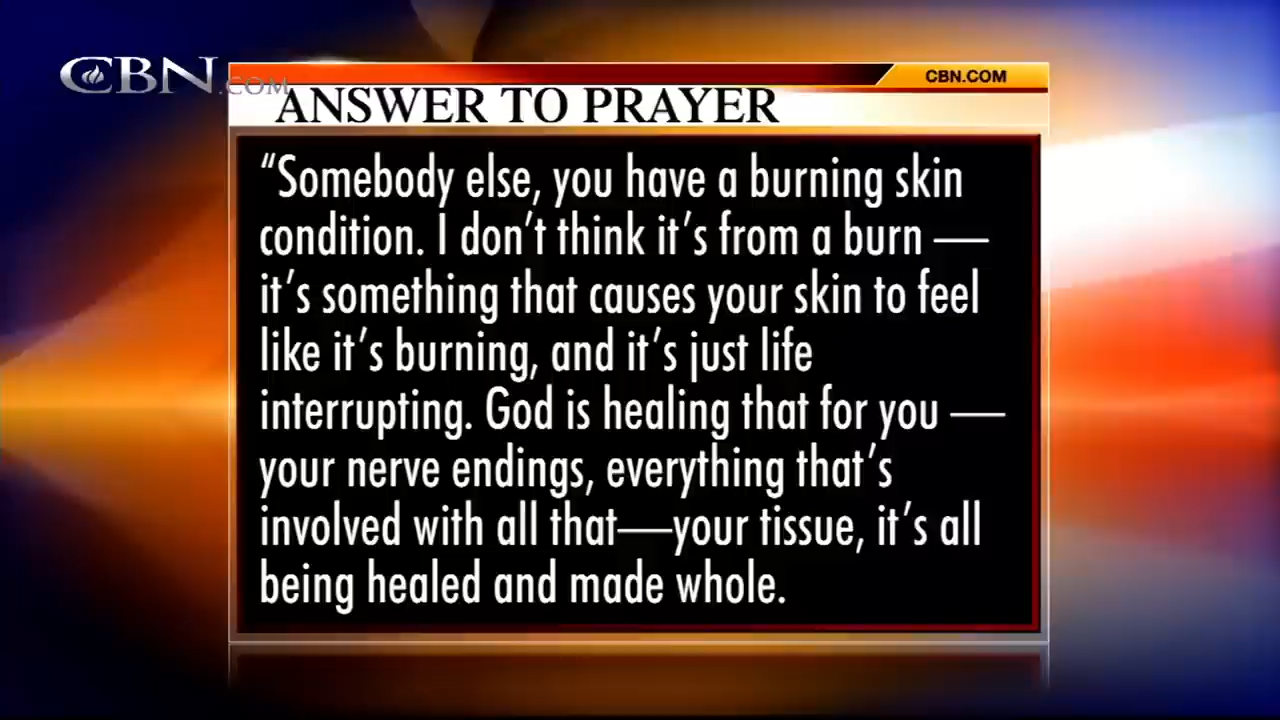 CBN.COM
CBN.COM
ANSWER TO PRAYER
“Somebody else, you have a burning skin
condition. I don’t think it’s from a burn —
it’s something that causes your skin to feel
like it’s burning, and it’s just life
interrupting. God is healing that for you —
your nerve endings, everything that’s
involved with all that—your tissue, it’s all
being healed and made whole.